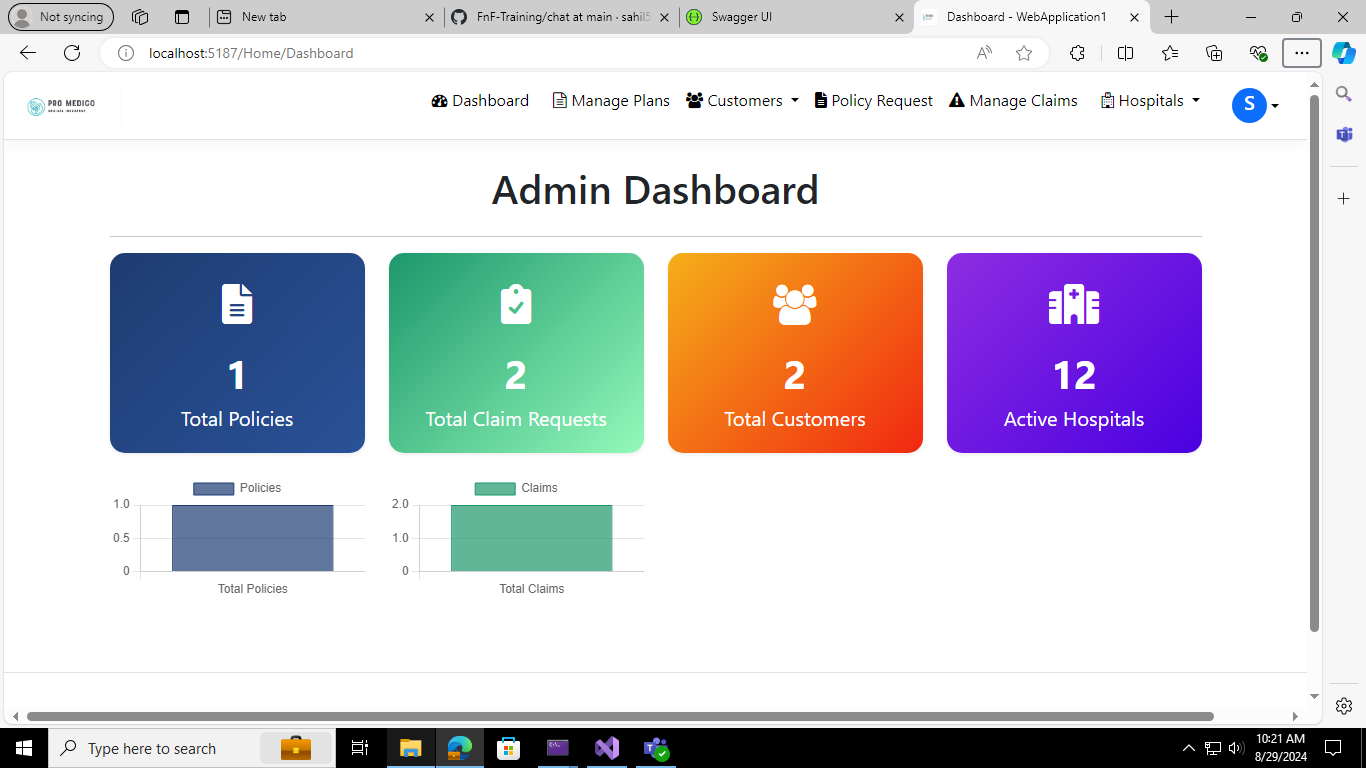 Not syncing
New tab
FnF-Training/chat at main · sahil5
Swagger UI
Dashboard - WebApplication1
localhost:5187/Home/Dashboard
PRO MEDICO
Dashboard
Manage Plans
Customers
Policy Request
Manage Claims
Hospitals
S
Admin Dashboard
1
Total Policies
2
Total Claim Requests
2
Total Customers
12
Active Hospitals
Policies
1.0
0.5
0
Total Policies
Claims
2.0
1.0
0
Total Claims
Type here to search
10:21 AM
8/29/2024